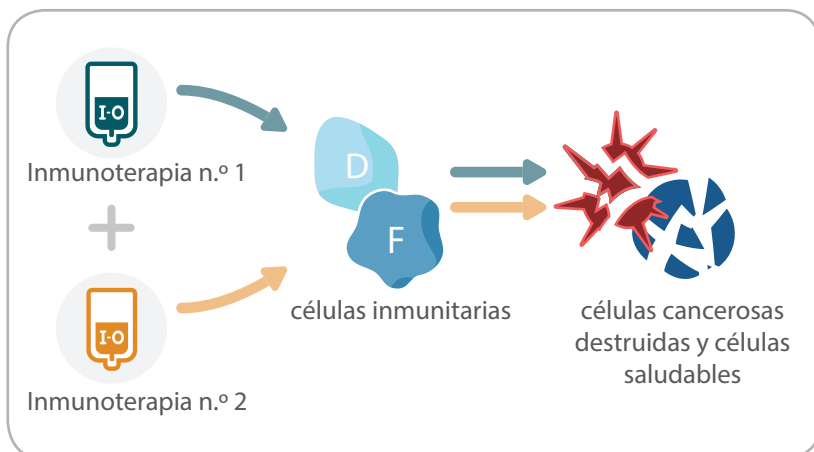 I-O
Inmunoterapia n.º 1
I-O
Inmunoterapia n.º 2
D
F
células inmunitarias
células cancerosas
destruidas y células
saludables